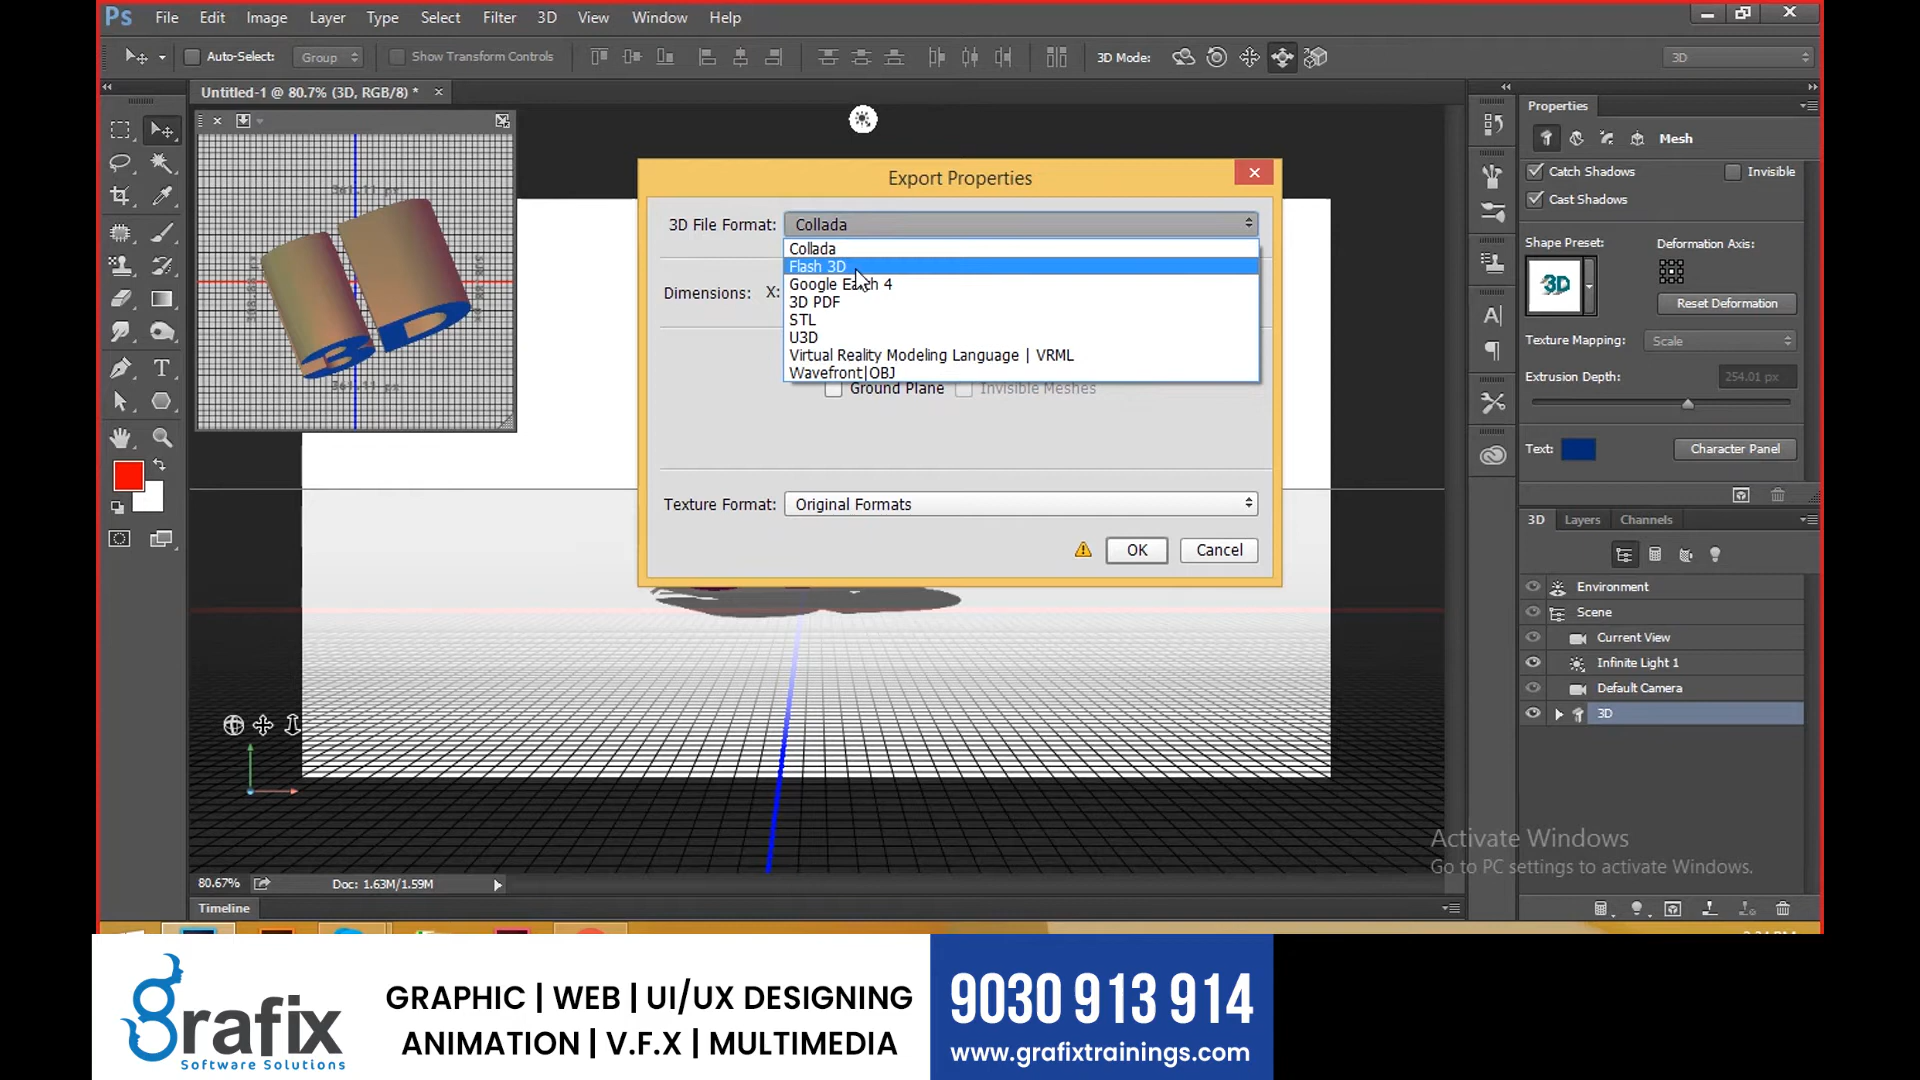 Ps File Edit Image Layer Type Select Filter 3D View Window Help
Auto-Select: Group Show Transform Controls 3D Mode: 3D
Untitled-1 @ 80.7% (3D, RGB/8) *
361.11 px
361.11 px
3D
Export Properties
3D File Format: Collada
Collada
Flash 3D
Google Earth 4
3D PDF
STL
U3D
Virtual Reality Modeling Language | VRML
Wavefront|OBJ
Dimensions: X:
Ground Plane Invisible Meshes
Texture Format: Original Formats
OK Cancel
Properties
Mesh
Catch Shadows Invisible
Cast Shadows
Shape Preset: Deformation Axis:
3D
Reset Deformation
Texture Mapping: Scale
Extrusion Depth: 254.01 px
Text: Character Panel
3D Layers Channels
Environment
Scene
Current View
Infinite Light 1
Default Camera
3D
Activate Windows
Go to PC settings to activate Windows.
80.67% Doc: 1.63M/1.59M
Timeline
grafix
Software Solutions
GRAPHIC | WEB | UI/UX DESIGNING
ANIMATION | V.F.X | MULTIMEDIA
9030 913 914
www.grafixtrainings.com